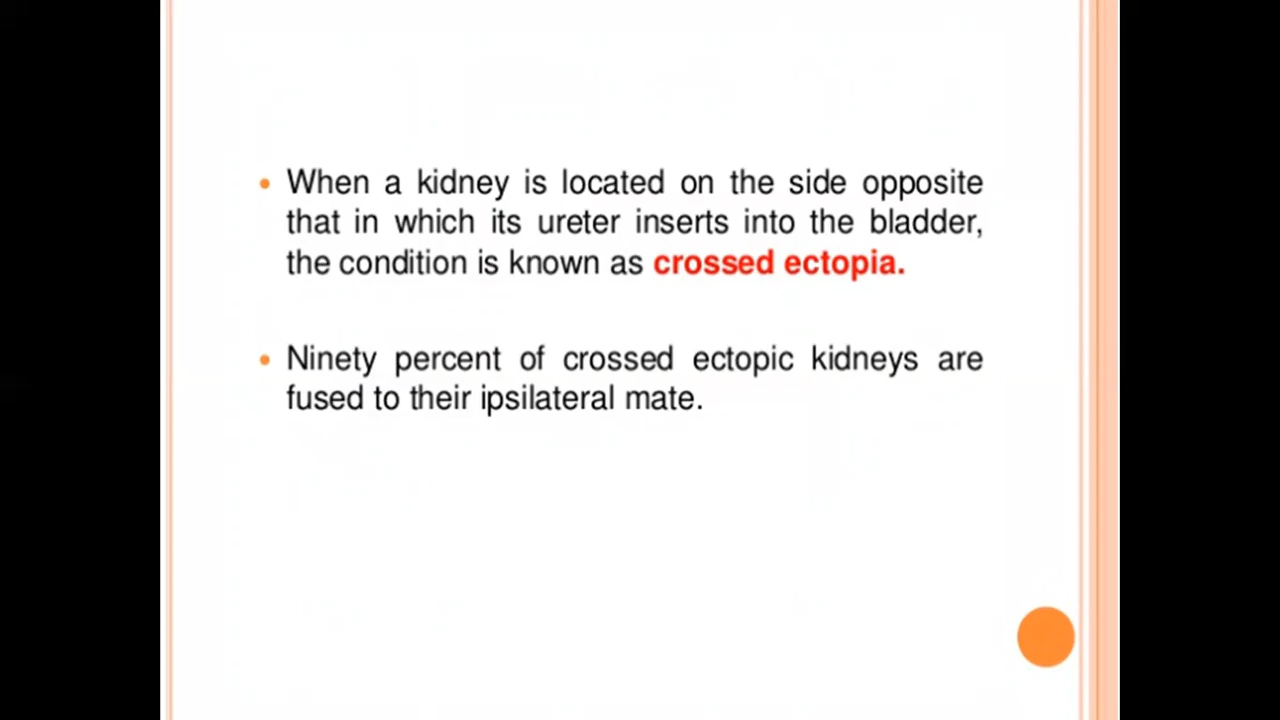 • When a kidney is located on the side opposite
that in which its ureter inserts into the bladder,
the condition is known as crossed ectopia.
• Ninety percent of crossed ectopic kidneys are
fused to their ipsilateral mate.